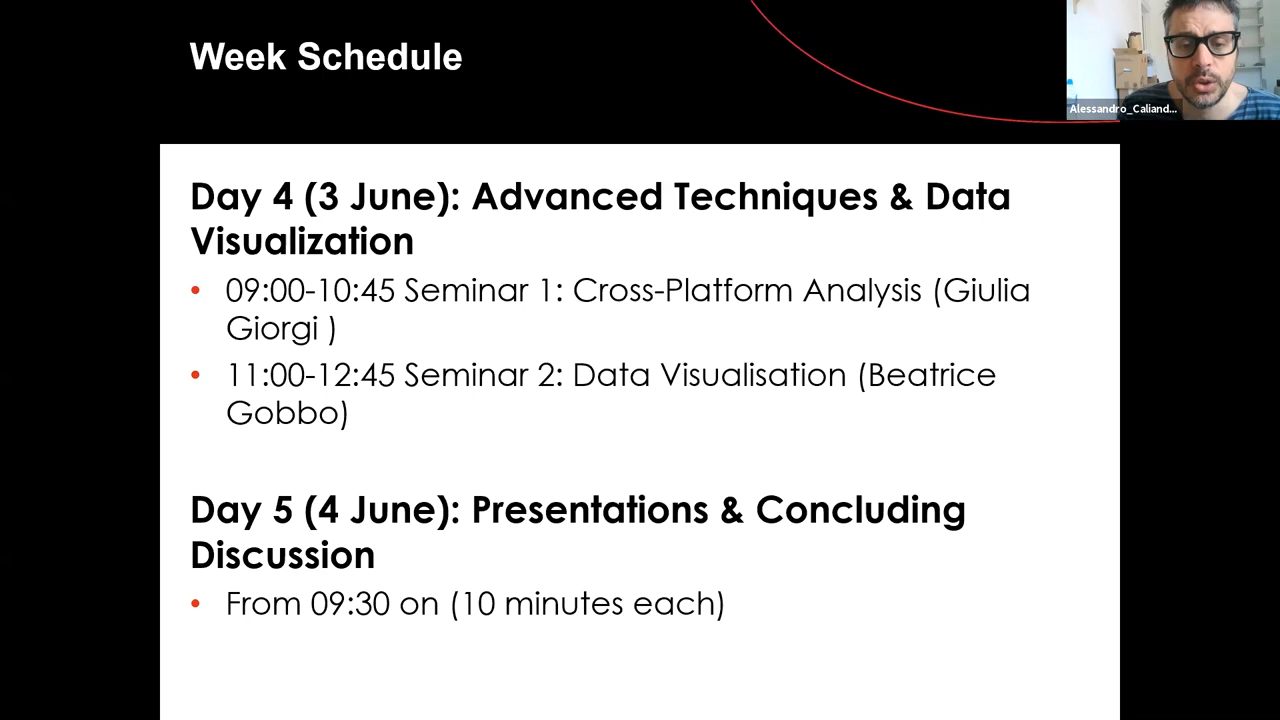 Week Schedule
Alessandro_Caliand...
Day 4 (3 June): Advanced Techniques & Data
Visualization
• 09:00-10:45 Seminar 1: Cross-Platform Analysis (Giulia
Giorgi )
• 11:00-12:45 Seminar 2: Data Visualisation (Beatrice
Gobbo)
Day 5 (4 June): Presentations & Concluding
Discussion
• From 09:30 on (10 minutes each)